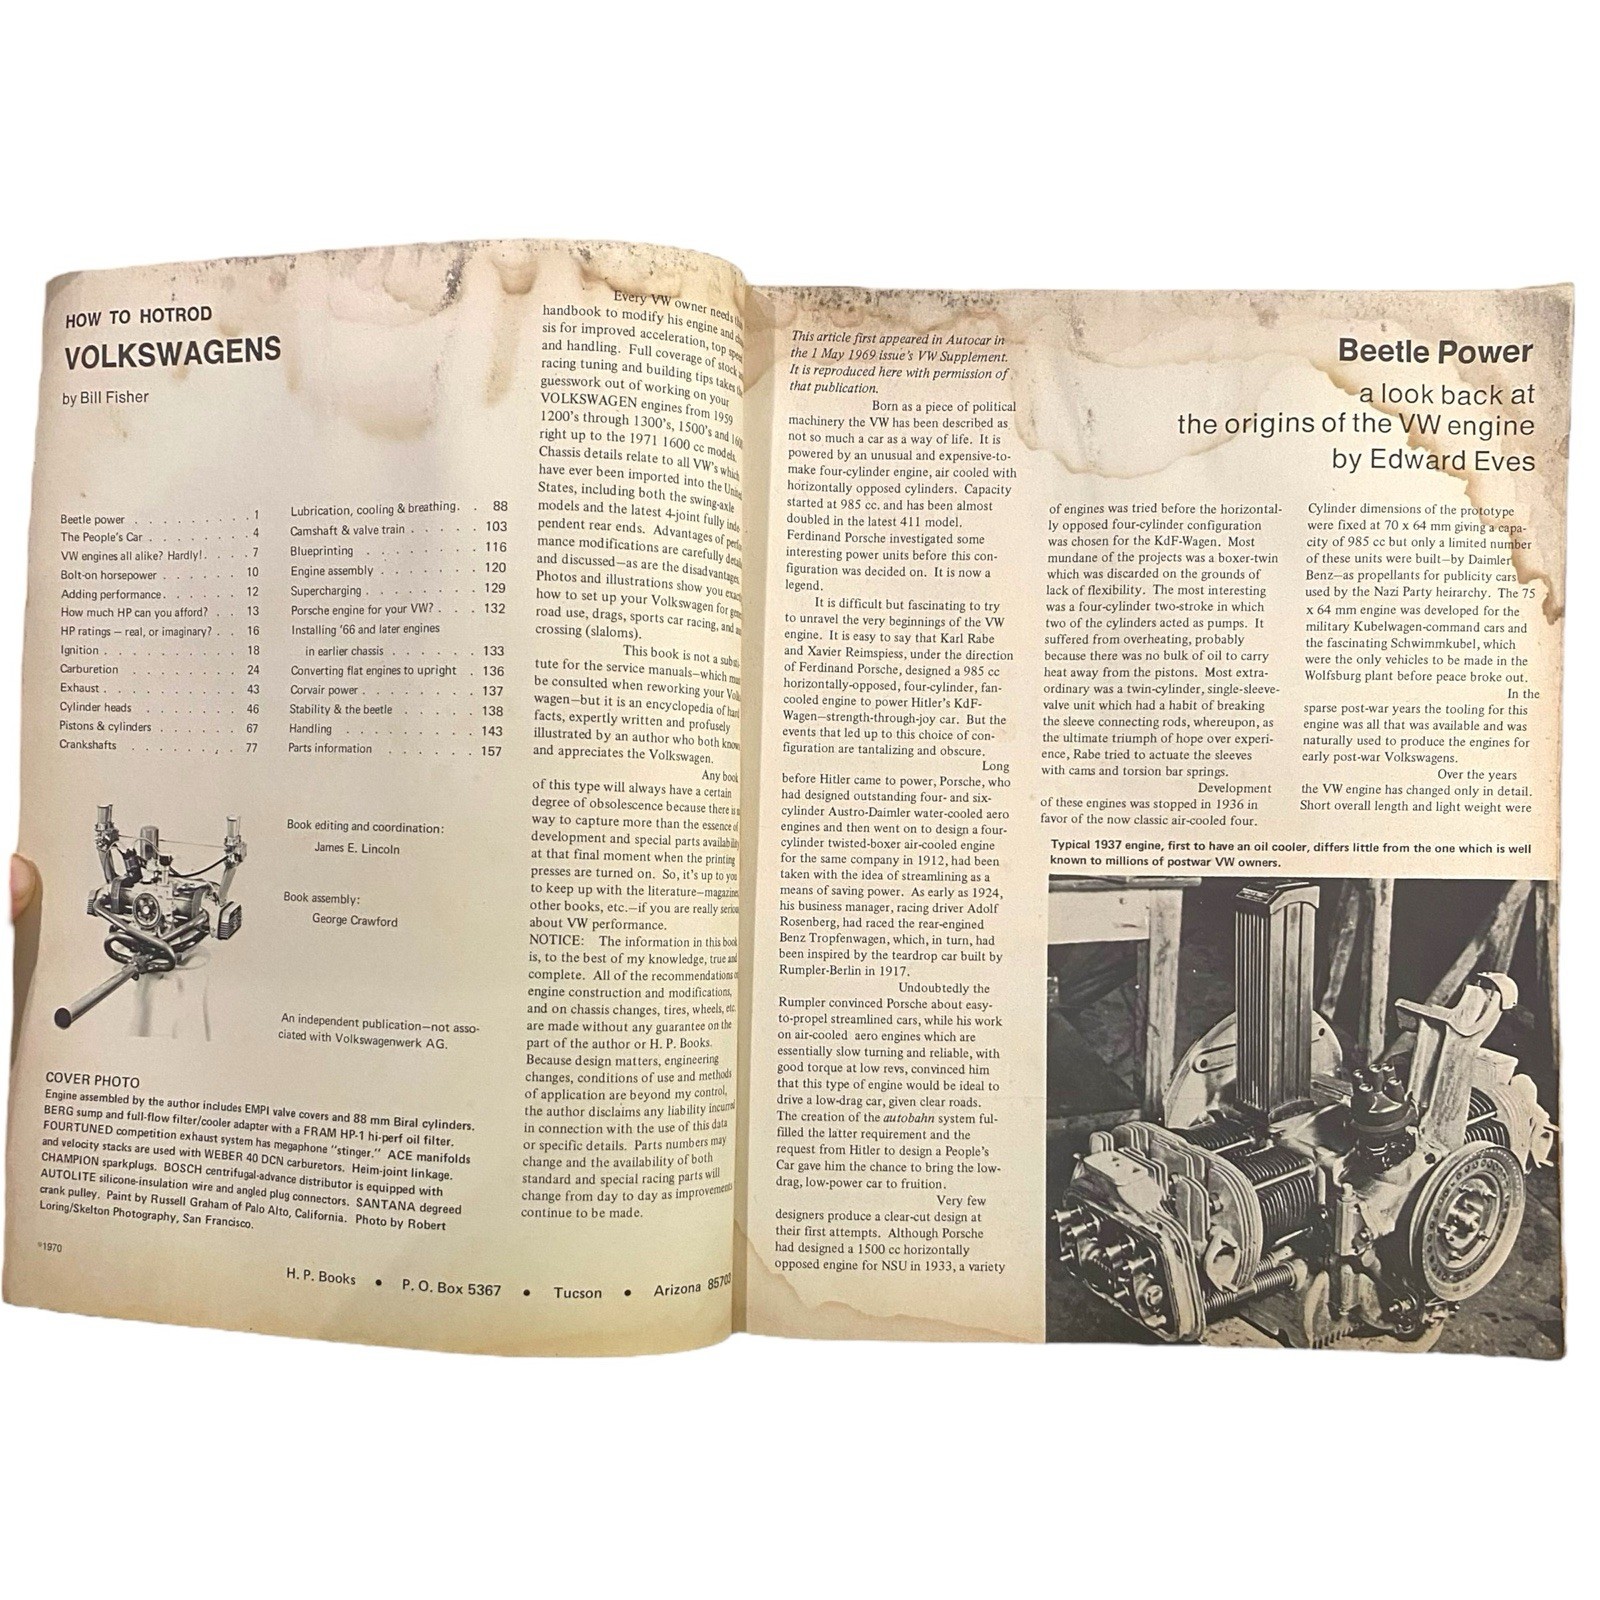 HOW TO HOTROD
VOLKSWAGENS
by Bill Fisher
Beetle power . . . . . . . . . 1
The People's Car . . . . . . . 4
VW engines all alike? Hardly! . . . . 7
Bolt-on horsepower . . . . . . 10
Adding performance . . . . . . 12
How much HP can you afford? . . 13
HP ratings — real, or imaginary? . . 16
Ignition . . . . . . . . . . 18
Carburetion . . . . . . . . 24
Exhaust . . . . . . . . . . 43
Cylinder heads . . . . . . . 46
Pistons & cylinders . . . . . . 67
Crankshafts . . . . . . . . 77
Lubrication, cooling & breathing. . 88
Camshaft & valve train . . . . . 103
Blueprinting . . . . . . . . 116
Engine assembly . . . . . . . 120
Supercharging . . . . . . . . 129
Porsche engine for your VW? . . . 132
Installing '66 and later engines
in earlier chassis . . . . . . 133
Converting flat engines to upright . 136
Corvair power . . . . . . . . 137
Stability & the beetle . . . . . 138
Handling . . . . . . . . . 143
Parts information . . . . . . . 157
Book editing and coordination:
James E. Lincoln
Book assembly:
George Crawford
An independent publication—not asso-
ciated with Volkswagenwerk AG.
COVER PHOTO
Engine assembled by the author includes EMPI valve covers and 88 mm Biral cylinders.
BERG sump and full-flow filter/cooler adapter with a FRAM HP-1 hi-perf oil filter.
FOURTUNED competition exhaust system has megaphone "stinger." ACE manifolds
and velocity stacks are used with WEBER 40 DCN carburetors. Heim-joint linkage.
CHAMPION sparkplugs. BOSCH centrifugal-advance distributor is equipped with
AUTOLITE silicone-insulation wire and angled plug connectors. SANTANA degreed
crank pulley. Paint by Russell Graham of Palo Alto, California. Photo by Robert
Loring/Skelton Photography, San Francisco.
©1970
H. P. Books • P. O. Box 5367 • Tucson • Arizona 85703
Every VW owner needs
handbook to modify his engine and
sis for improved acceleration, top
and handling. Full coverage of stock
racing tuning and building tips takes
guesswork out of working on your
VOLKSWAGEN engines from 1959
1200's through 1300's, 1500's and
right up to the 1971 1600 cc models.
Chassis details relate to all VW's which
have ever been imported into the
States, including both the swing-axle
models and the latest 4-joint fully
pendent rear ends. Advantages of
mance modifications are carefully
and discussed—as are the disadvantages.
Photos and illustrations show you
how to set up your Volkswagen for
road use, drags, sports car racing, and
crossing (slaloms).
This book is not a
tute for the service manuals—which
be consulted when reworking your
wagen—but it is an encyclopedia of
facts, expertly written and profusely
illustrated by an author who both
and appreciates the Volkswagen.
Any book
of this type will always have a certain
degree of obsolescence because there is
way to capture more than the essence of
development and special parts availability
at that final moment when the printing
presses are turned on. So, it's up to you
to keep up with the literature—magazine
other books, etc.—if you are really
about VW performance.
NOTICE: The information in this book
is, to the best of my knowledge, true and
complete. All of the recommendations
engine construction and modifications,
and on chassis changes, tires, wheels, etc.
are made without any guarantee on the
part of the author or H. P. Books.
Because design matters, engineering
changes, conditions of use and methods
of application are beyond my control,
the author disclaims any liability incurred
in connection with the use of this data
or specific details. Parts numbers may
change and the availability of both
standard and special racing parts will
change from day to day as improvements
continue to be made.
This article first appeared in Autocar in
the 1 May 1969 issue's VW Supplement.
It is reproduced here with permission of
that publication.
Born as a piece of political
machinery the VW has been described as
not so much a car as a way of life. It is
powered by an unusual and expensive-to-
make four-cylinder engine, air cooled with
horizontally opposed cylinders. Capacity
started at 985 cc. and has been almost
doubled in the latest 411 model.
Ferdinand Porsche investigated some
interesting power units before this con-
figuration was decided on. It is now a
legend.
It is difficult but fascinating to try
to unravel the very beginnings of the VW
engine. It is easy to say that Karl Rabe
and Xavier Reimspiess, under the direction
of Ferdinand Porsche, designed a 985 cc
horizontally-opposed, four-cylinder, fan-
cooled engine to power Hitler's KdF-
Wagen—strength-through-joy car. But the
events that led up to this choice of con-
figuration are tantalizing and obscure.
Long
before Hitler came to power, Porsche, who
had designed outstanding four- and six-
cylinder Austro-Daimler water-cooled aero
engines and then went on to design a four-
cylinder twisted-boxer air-cooled engine
for the same company in 1912, had been
taken with the idea of streamlining as a
means of saving power. As early as 1924,
his business manager, racing driver Adolf
Rosenberg, had raced the rear-engined
Benz Tropfenwagen, which, in turn, had
been inspired by the teardrop car built by
Rumpler-Berlin in 1917.
Undoubtedly the
Rumpler convinced Porsche about easy-
to-propel streamlined cars, while his work
on air-cooled aero engines which are
essentially slow turning and reliable, with
good torque at low revs, convinced him
that this type of engine would be ideal to
drive a low-drag car, given clear roads.
The creation of the autobahn system ful-
filled the latter requirement and the
request from Hitler to design a People's
Car gave him the chance to bring the low-
drag, low-power car to fruition.
Very few
designers produce a clear-cut design at
their first attempts. Although Porsche
had designed a 1500 cc horizontally
opposed engine for NSU in 1933, a variety
Beetle Power
a look back at
the origins of the VW engine
by Edward Eves
of engines was tried before the horizontal-
ly opposed four-cylinder configuration
was chosen for the KdF-Wagen. Most
mundane of the projects was a boxer-twin
which was discarded on the grounds of
lack of flexibility. The most interesting
was a four-cylinder two-stroke in which
two of the cylinders acted as pumps. It
suffered from overheating, probably
because there was no bulk of oil to carry
heat away from the pistons. Most extra-
ordinary was a twin-cylinder, single-sleeve-
valve unit which had a habit of breaking
the sleeve connecting rods, whereupon, as
the ultimate triumph of hope over experi-
ence, Rabe tried to actuate the sleeves
with cams and torsion bar springs.
Development
of these engines was stopped in 1936 in
favor of the now classic air-cooled four.
Cylinder dimensions of the prototype
were fixed at 70 x 64 mm giving a capa-
city of 985 cc but only a limited number
of these units were built—by Daimler
Benz—as propellants for publicity cars
used by the Nazi Party heirarchy. The 75
x 64 mm engine was developed for the
military Kubelwagen-command cars and
the fascinating Schwimmkubel, which
were the only vehicles to be made in the
Wolfsburg plant before peace broke out.
In the
sparse post-war years the tooling for this
engine was all that was available and was
naturally used to produce the engines for
early post-war Volkswagens.
Over the years
the VW engine has changed only in detail.
Short overall length and light weight were
Typical 1937 engine, first to have an oil cooler, differs little from the one which is well
known to millions of postwar VW owners.